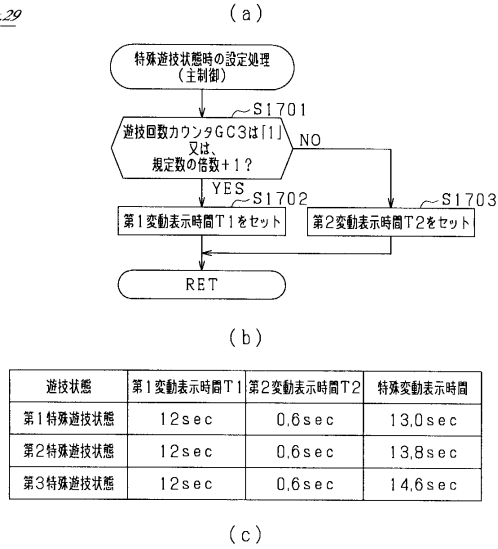 .29
(a)
特殊遊技状態時の設定処理
(主制御)
S1701
遊技回数カウンタGC3は「1」
又は、
規定数の倍数+1?
NO
YES
S1702
S1703
第1変動表示時間T1をセット
第2変動表示時間T2をセット
RET
(b)
遊技状態 第1変動表示時間T1 第2変動表示時間T2 特殊変動表示時間
第1特殊遊技状態 12sec 0.6sec 13.0sec
第2特殊遊技状態 12sec 0.6sec 13.8sec
第3特殊遊技状態 12sec 0.6sec 14.6sec
(c)